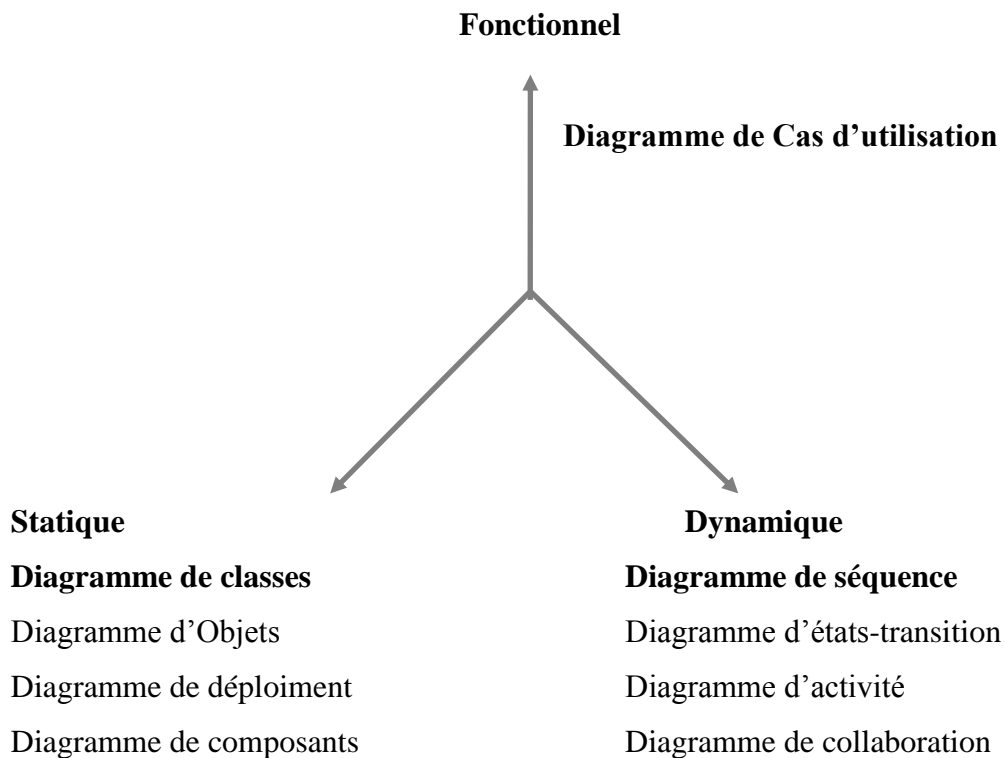 Fonctionnel
Diagramme de Cas d’utilisation
Statique
Diagramme de classes
Diagramme d’Objets
Diagramme de déploiment
Diagramme de composants
Dynamique
Diagramme de séquence
Diagramme d’états-transition
Diagramme d’activité
Diagramme de collaboration